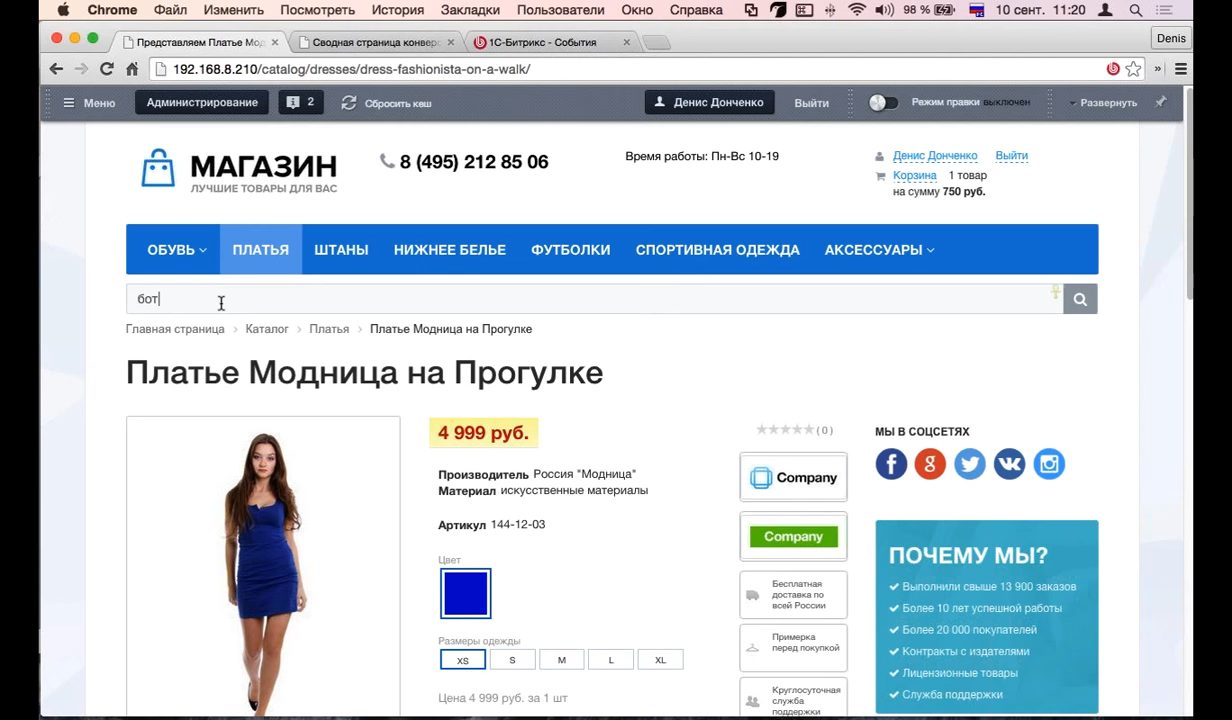 Chrome Файл Изменить Просмотреть История Закладки Пользователи Окно Справка 98 % 10 сент. 11:20
Представляем Платье Мод Сводная страница конверс 1С-Битрикс - События Denis
192.168.8.210/catalog/dresses/dress-fashionista-on-a-walk/
Меню Администрирование 2 Сбросить кеш Денис Донченко Выйти Режим правки выключен Развернуть
МАГАЗИН
ЛУЧШИЕ ТОВАРЫ ДЛЯ ВАС
8 (495) 212 85 06
Время работы: Пн-Вс 10-19
Денис Донченко Выйти
Корзина 1 товар
на сумму 750 руб.
ОБУВЬ ПЛАТЬЯ ШТАНЫ НИЖНЕЕ БЕЛЬЕ ФУТБОЛКИ СПОРТИВНАЯ ОДЕЖДА АКСЕССУАРЫ
бот
Главная страница Каталог Платья Платье Модница на Прогулке
Платье Модница на Прогулке
4 999 руб.
Производитель Россия "Модница"
Материал искусственные материалы
Артикул 144-12-03
Цвет
Размеры одежды
XS S M L XL
Цена 4 999 руб. за 1 шт
(0)
Company
Company
Бесплатная
доставка по
всей России
Примерка
перед покупкой
Круглосуточная
служба
поддержки
МЫ В СОЦСЕТЯХ
ПОЧЕМУ МЫ?
Выполнили свыше 13 900 заказов
Более 10 лет успешной работы
Более 20 000 покупателей
Контракты с издателями
Лицензионные товары
Служба поддержки